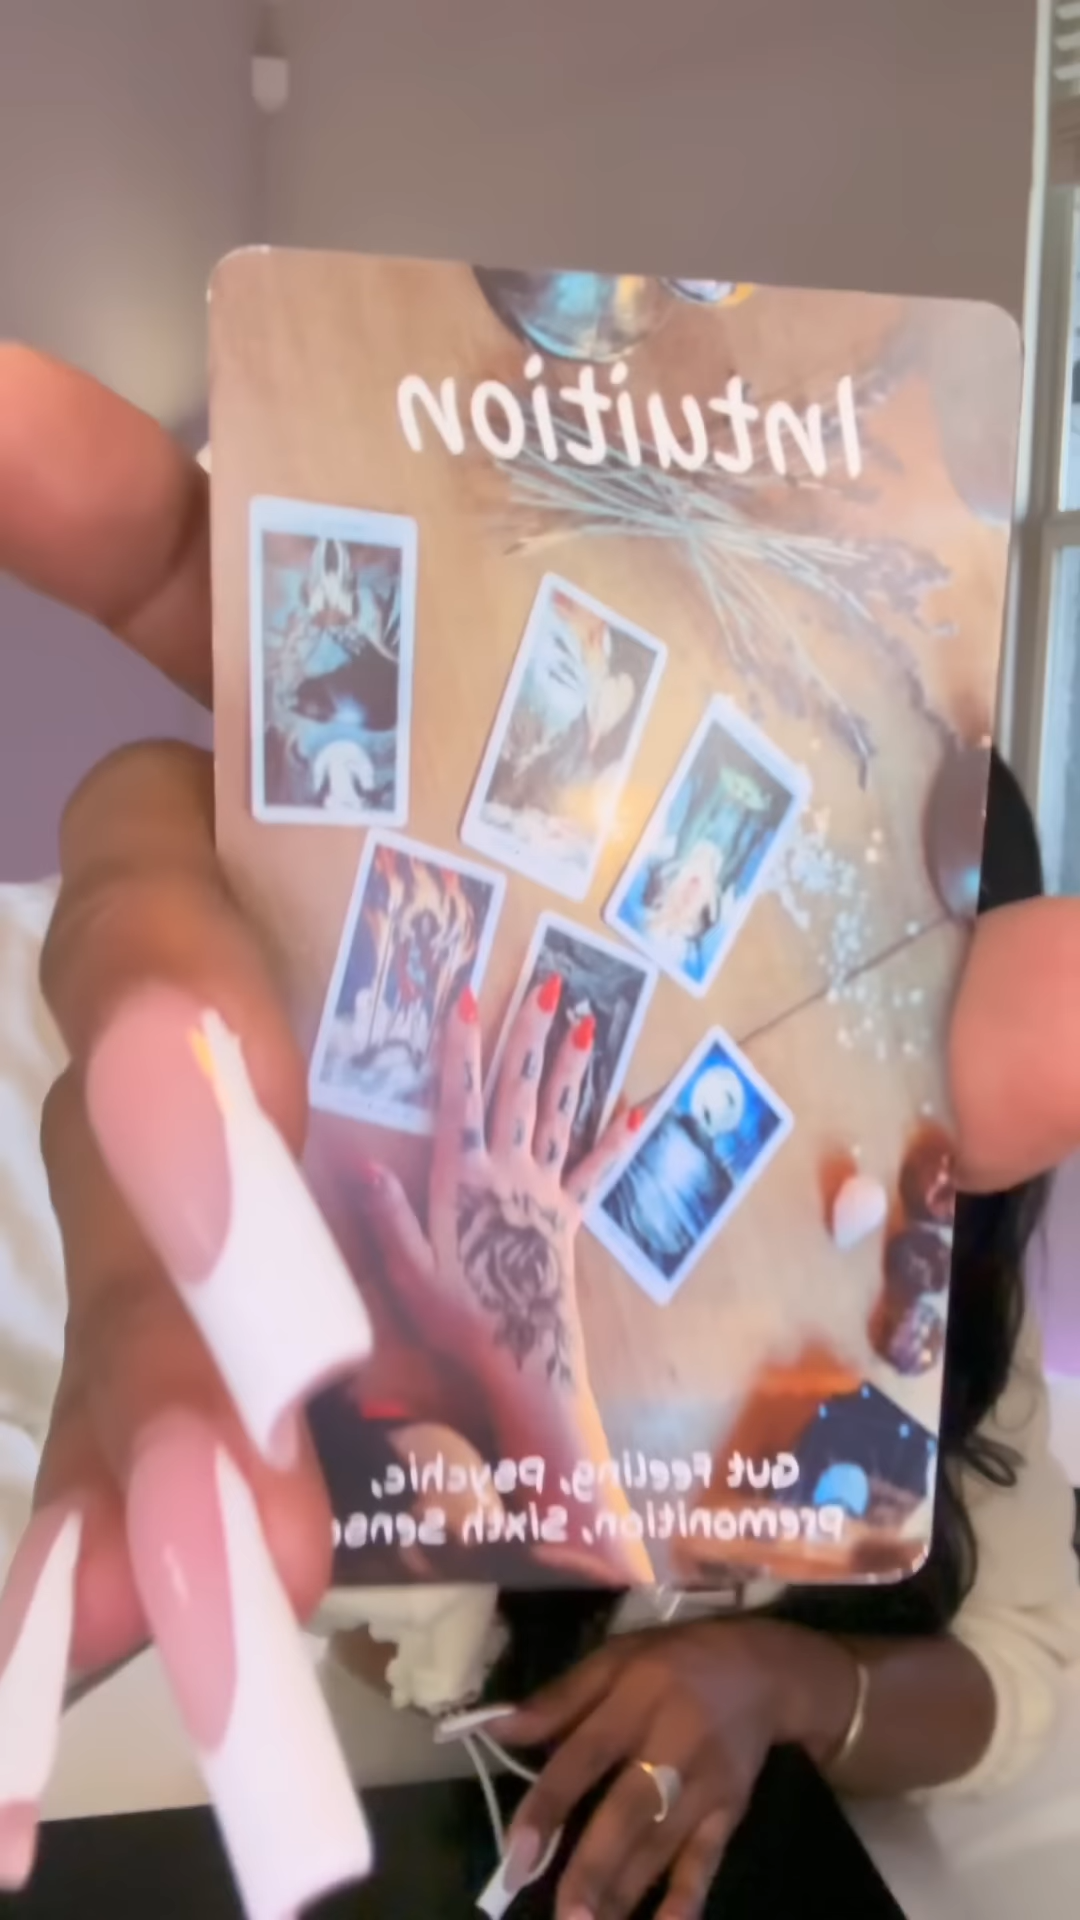 Intuition
Gut Feeling, Psychic,
Premonition, Sixth Sense